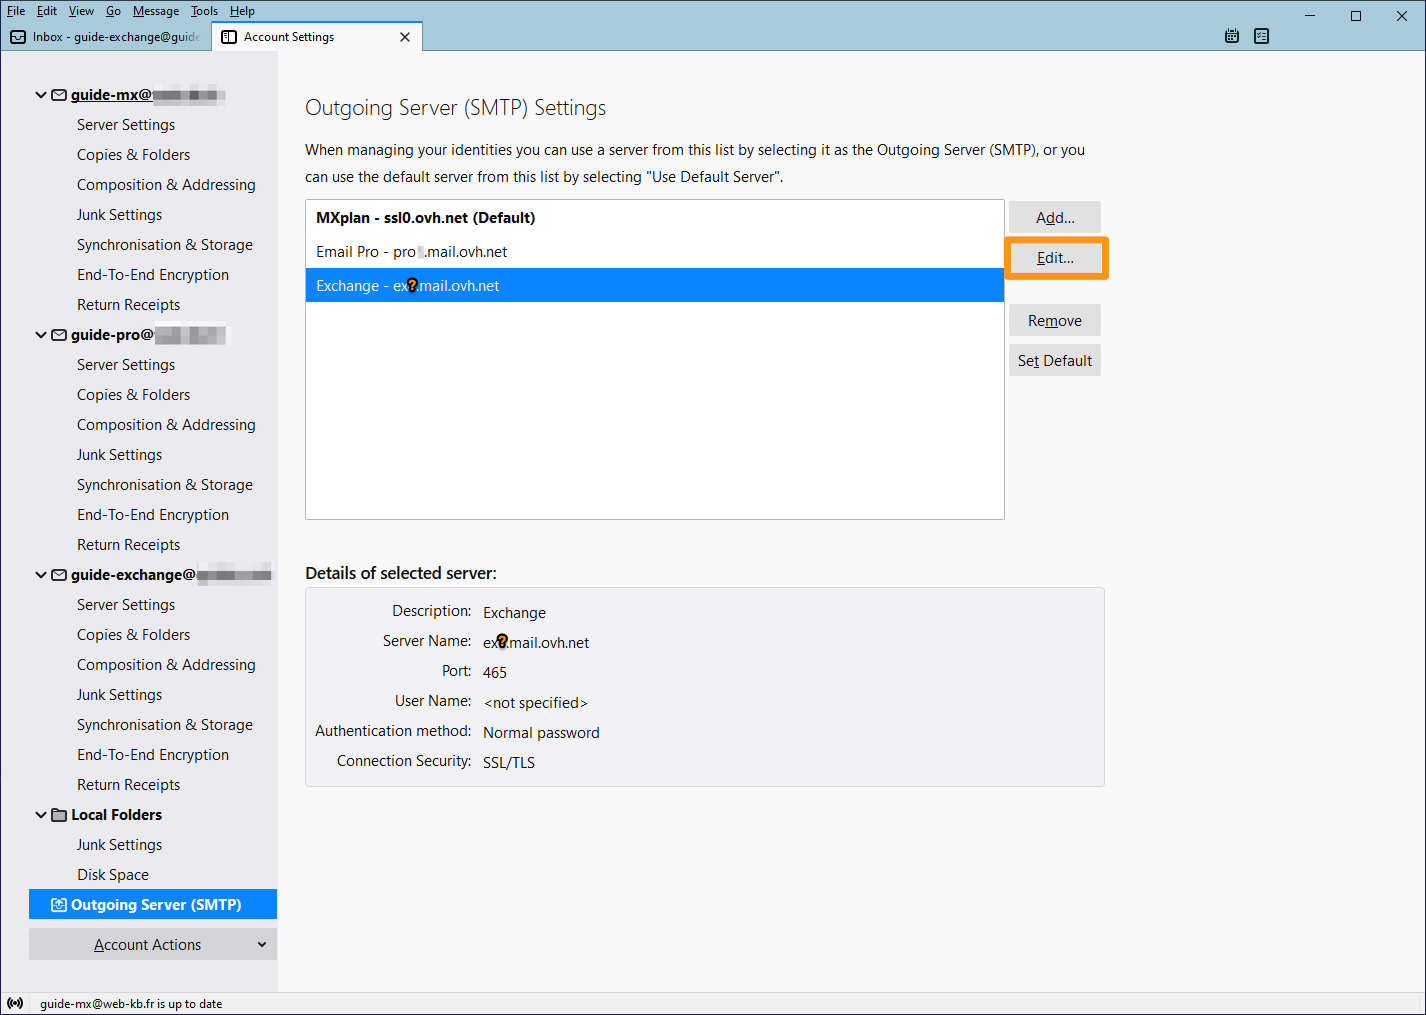 File Edit View Go Message Tools Help
Inbox - guide-exchange@guide
Account Settings
guide-mx@
Server Settings
Copies & Folders
Composition & Addressing
Junk Settings
Synchronisation & Storage
End-To-End Encryption
Return Receipts
guide-pro@
Server Settings
Copies & Folders
Composition & Addressing
Junk Settings
Synchronisation & Storage
End-To-End Encryption
Return Receipts
guide-exchange@
Server Settings
Copies & Folders
Composition & Addressing
Junk Settings
Synchronisation & Storage
End-To-End Encryption
Return Receipts
Local Folders
Junk Settings
Disk Space
Outgoing Server (SMTP)
Account Actions
Outgoing Server (SMTP) Settings
When managing your identities you can use a server from this list by selecting it as the Outgoing Server (SMTP), or you
can use the default server from this list by selecting "Use Default Server".
MXplan - ssl0.ovh.net (Default)
Email Pro - pro .mail.ovh.net
Exchange - ex?.mail.ovh.net
Add...
Edit...
Remove
Set Default
Details of selected server:
Description: Exchange
Server Name: ex?.mail.ovh.net
Port: 465
User Name: <not specified>
Authentication method: Normal password
Connection Security: SSL/TLS
guide-mx@web-kb.fr is up to date